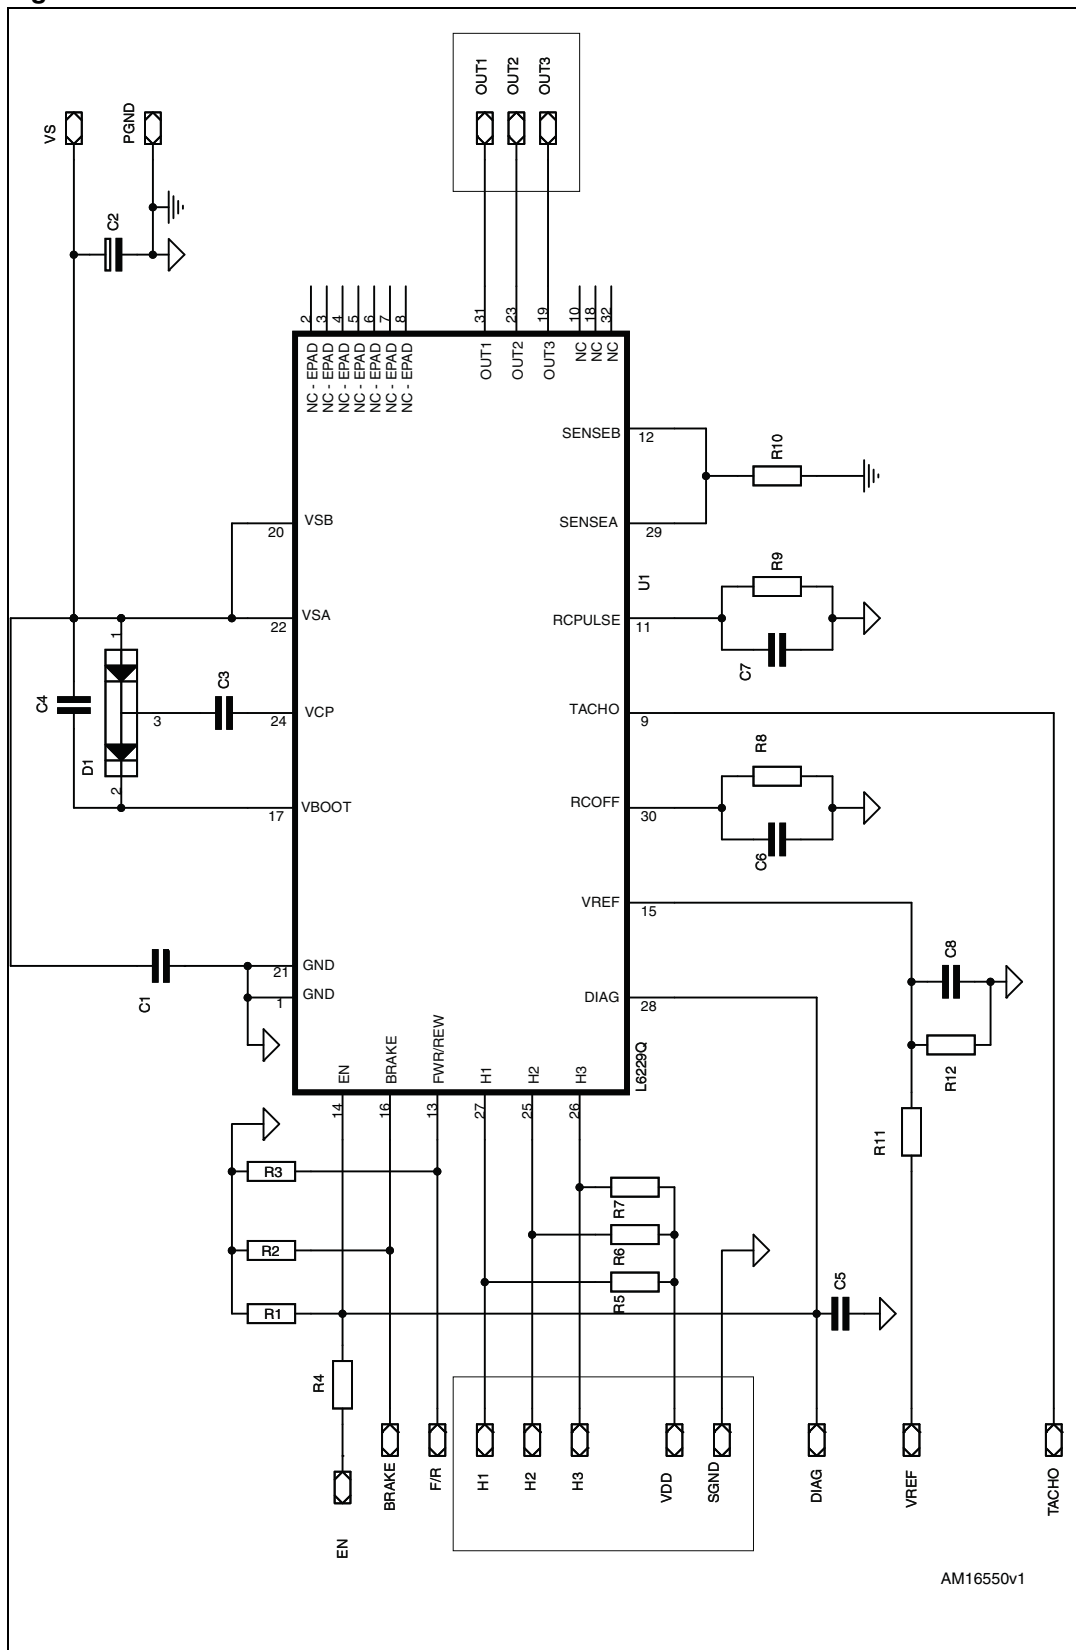 OUT1
OUT2
OUT3
VS
PGND
C2
2
3
4
5
6
7
8
31
23
19
10
18
32
NC - EPAD
NC - EPAD
NC - EPAD
NC - EPAD
NC - EPAD
NC - EPAD
NC - EPAD
OUT1
OUT2
OUT3
NC
NC
NC
SENSEB
12
R10
VSB
20
SENSEA
29
U1
R9
VSA
22
RCPULSE
11
C7
1
C4
C3
3
VCP
24
TACHO
9
D1
2
R8
VBOOT
17
RCOFF
30
C6
VREF
15
C8
GND
21
GND
1
C1
DIAG
28
EN
BRAKE
FWR/REW
H1
H2
H3
L6229Q
R12
14
16
13
27
25
26
R11
R3
R2
R1
R7
R6
R5
C5
R4
EN
BRAKE
F/R
H1
H2
H3
VDD
SGND
DIAG
VREF
TACHO
AM16550v1